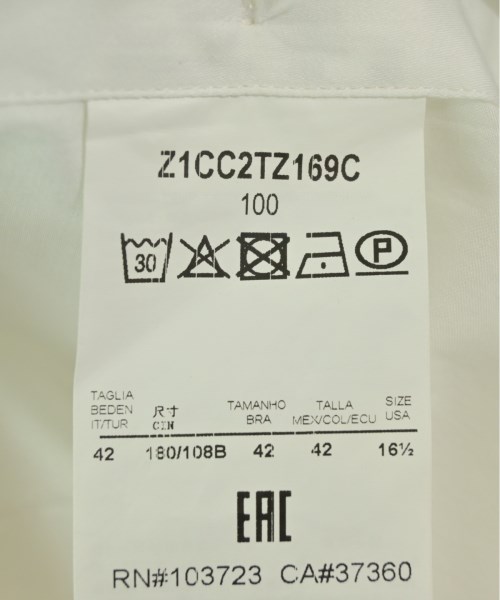 Z1CC2TZ169C
100
30 P
TAGLIA
BEDEN
IT/TUR
尺寸
CIN
TAMANHO
BRA
TALLA
MEX/COL/ECU
SIZE
USA
42 180/108B 42 42 16½
EAC
RN#103723 CA#37360